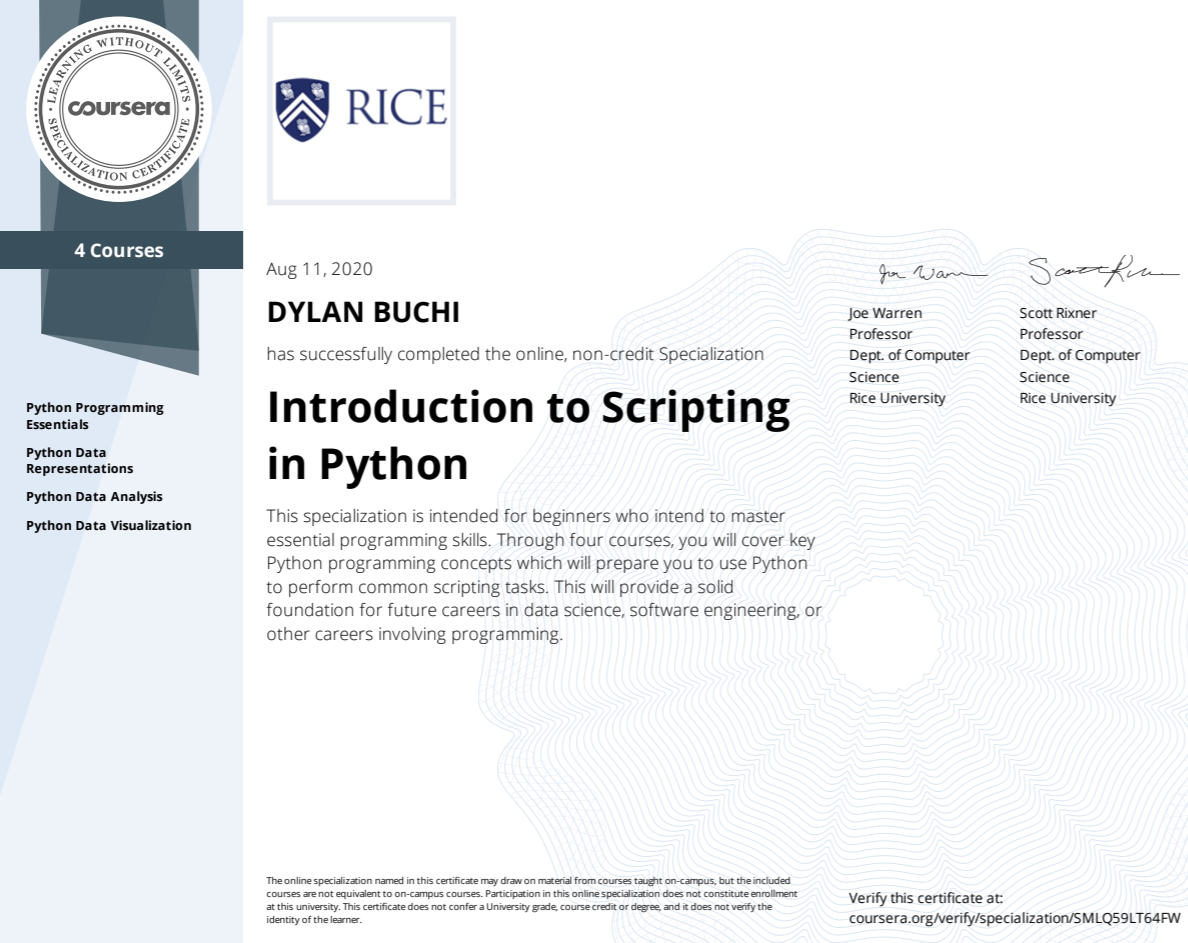 LEARNING WITHOUT LIMITS
coursera
SPECIALIZATION CERTIFICATE
4 Courses
Python Programming
Essentials
Python Data
Representations
Python Data Analysis
Python Data Visualization
RICE
Aug 11, 2020
DYLAN BUCHI
has successfully completed the online, non-credit Specialization
Introduction to Scripting
in Python
This specialization is intended for beginners who intend to master
essential programming skills. Through four courses, you will cover key
Python programming concepts which will prepare you to use Python
to perform common scripting tasks. This will provide a solid
foundation for future careers in data science, software engineering, or
other careers involving programming.
Joe Warren
Professor
Dept. of Computer
Science
Rice University
Scott Rixner
Professor
Dept. of Computer
Science
Rice University
The online specialization named in this certificate may draw on material from courses taught on-campus, but the included
courses are not equivalent to on-campus courses. Participation in this online specialization does not constitute enrollment
at this university. This certificate does not confer a University grade, course credit or degree, and it does not verify the
identity of the learner.
Verify this certificate at:
coursera.org/verify/specialization/SMLQ59LT64FW